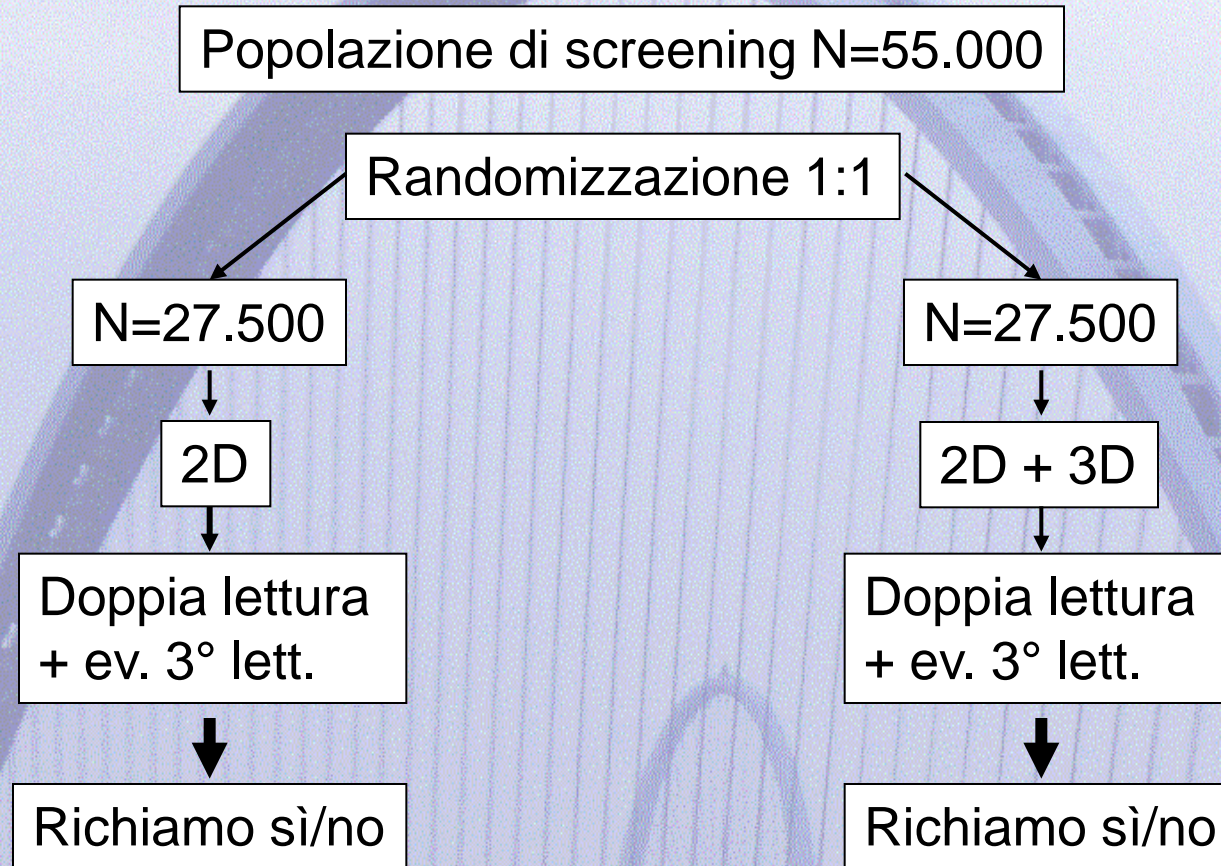 Popolazione di screening N=55.000
Randomizzazione 1:1
N=27.500
2D
Doppia lettura
+ ev. 3° lett.
Richiamo sì/no
N=27.500
2D + 3D
Doppia lettura
+ ev. 3° lett.
Richiamo sì/no